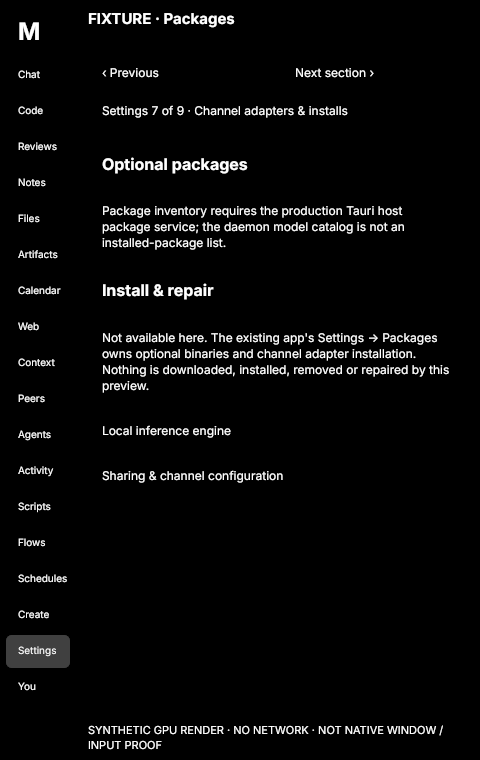 M
Chat
Code
Reviews
Notes
Files
Artifacts
Calendar
Web
Context
Peers
Agents
Activity
Scripts
Flows
Schedules
Create
Settings
You
FIXTURE · Packages
‹ Previous
Next section ›
Settings 7 of 9 · Channel adapters & installs
Optional packages
Package inventory requires the production Tauri host
package service; the daemon model catalog is not an
installed-package list.
Install & repair
Not available here. The existing app's Settings → Packages
owns optional binaries and channel adapter installation.
Nothing is downloaded, installed, removed or repaired by this
preview.
Local inference engine
Sharing & channel configuration
SYNTHETIC GPU RENDER · NO NETWORK · NOT NATIVE WINDOW /
INPUT PROOF